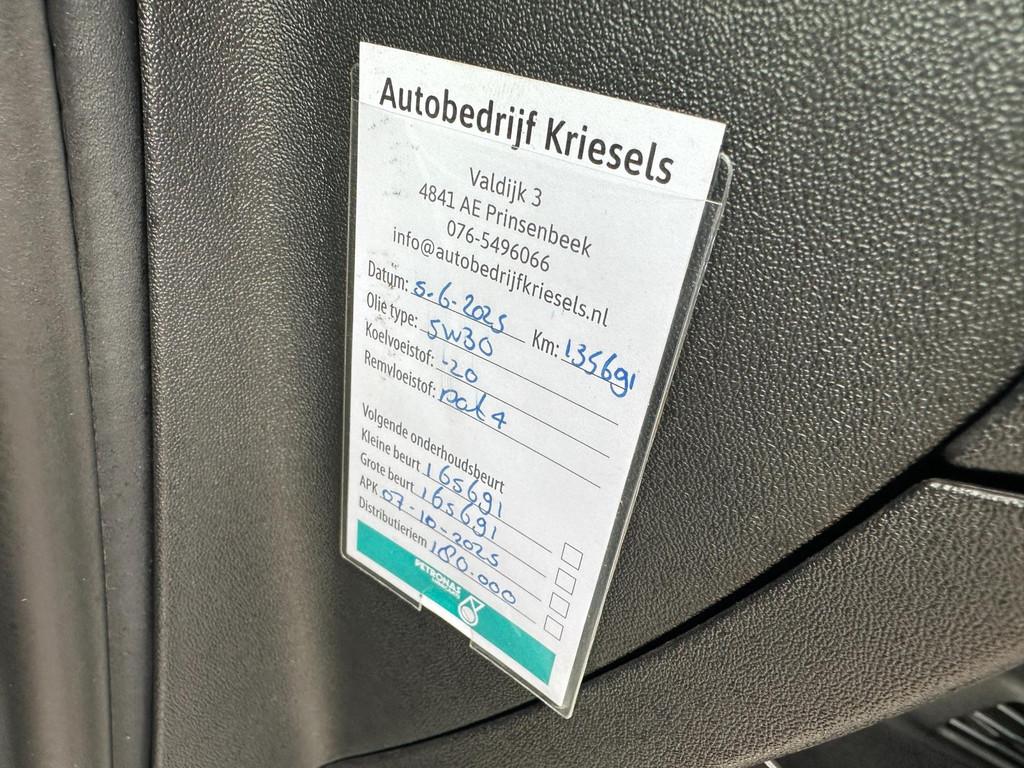 Autobedrijf Kriesels
Valdijk 3
4841 AE Prinsenbeek
076-5496066
info@autobedrijfkriesels.nl
Datum: 5-6-2025 Km: 135691
Olie type: 5W30
Koelvoeistof: -20
Remvloeistof: Dot 4
Volgende onderhoudsbeurt
Kleine beurt 165691
Grote beurt 165691
APK 07-10-2025
Distributieriem 180.000
PETRONAS